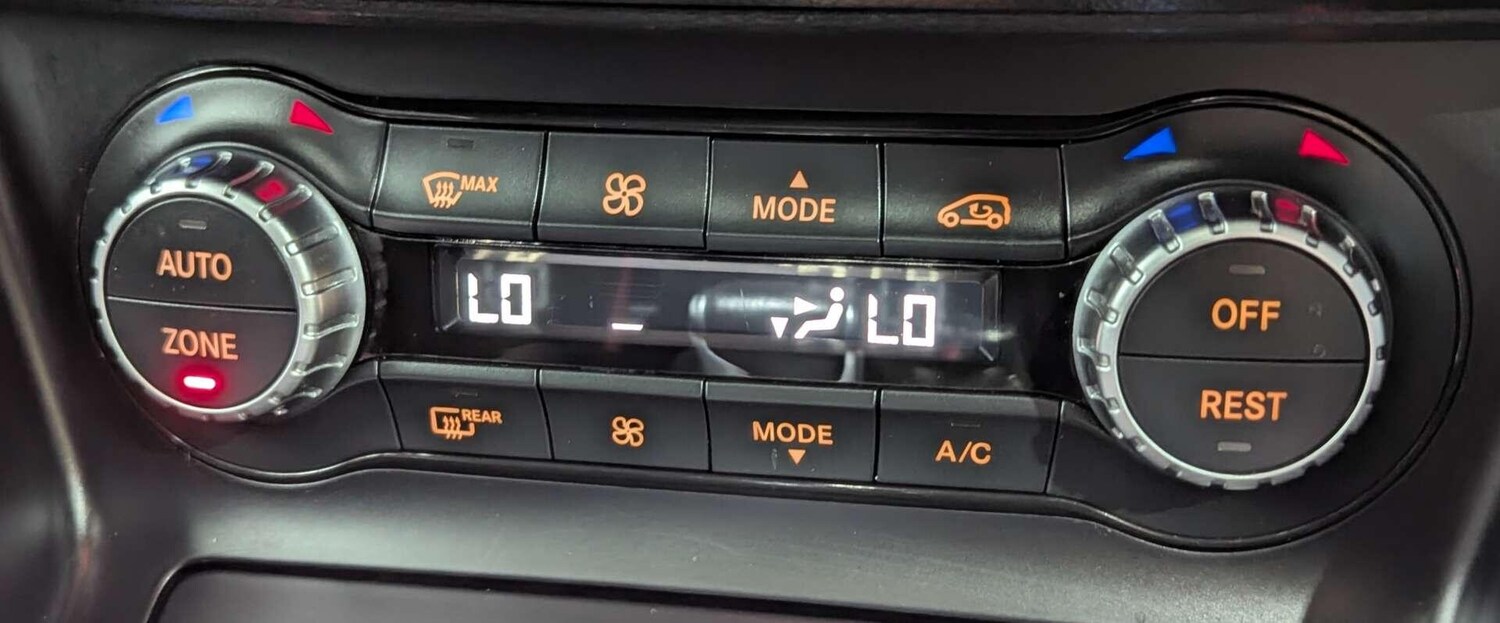 MAX
MODE
AUTO
ZONE
LO
LO
OFF
REST
REAR
MODE
A/C